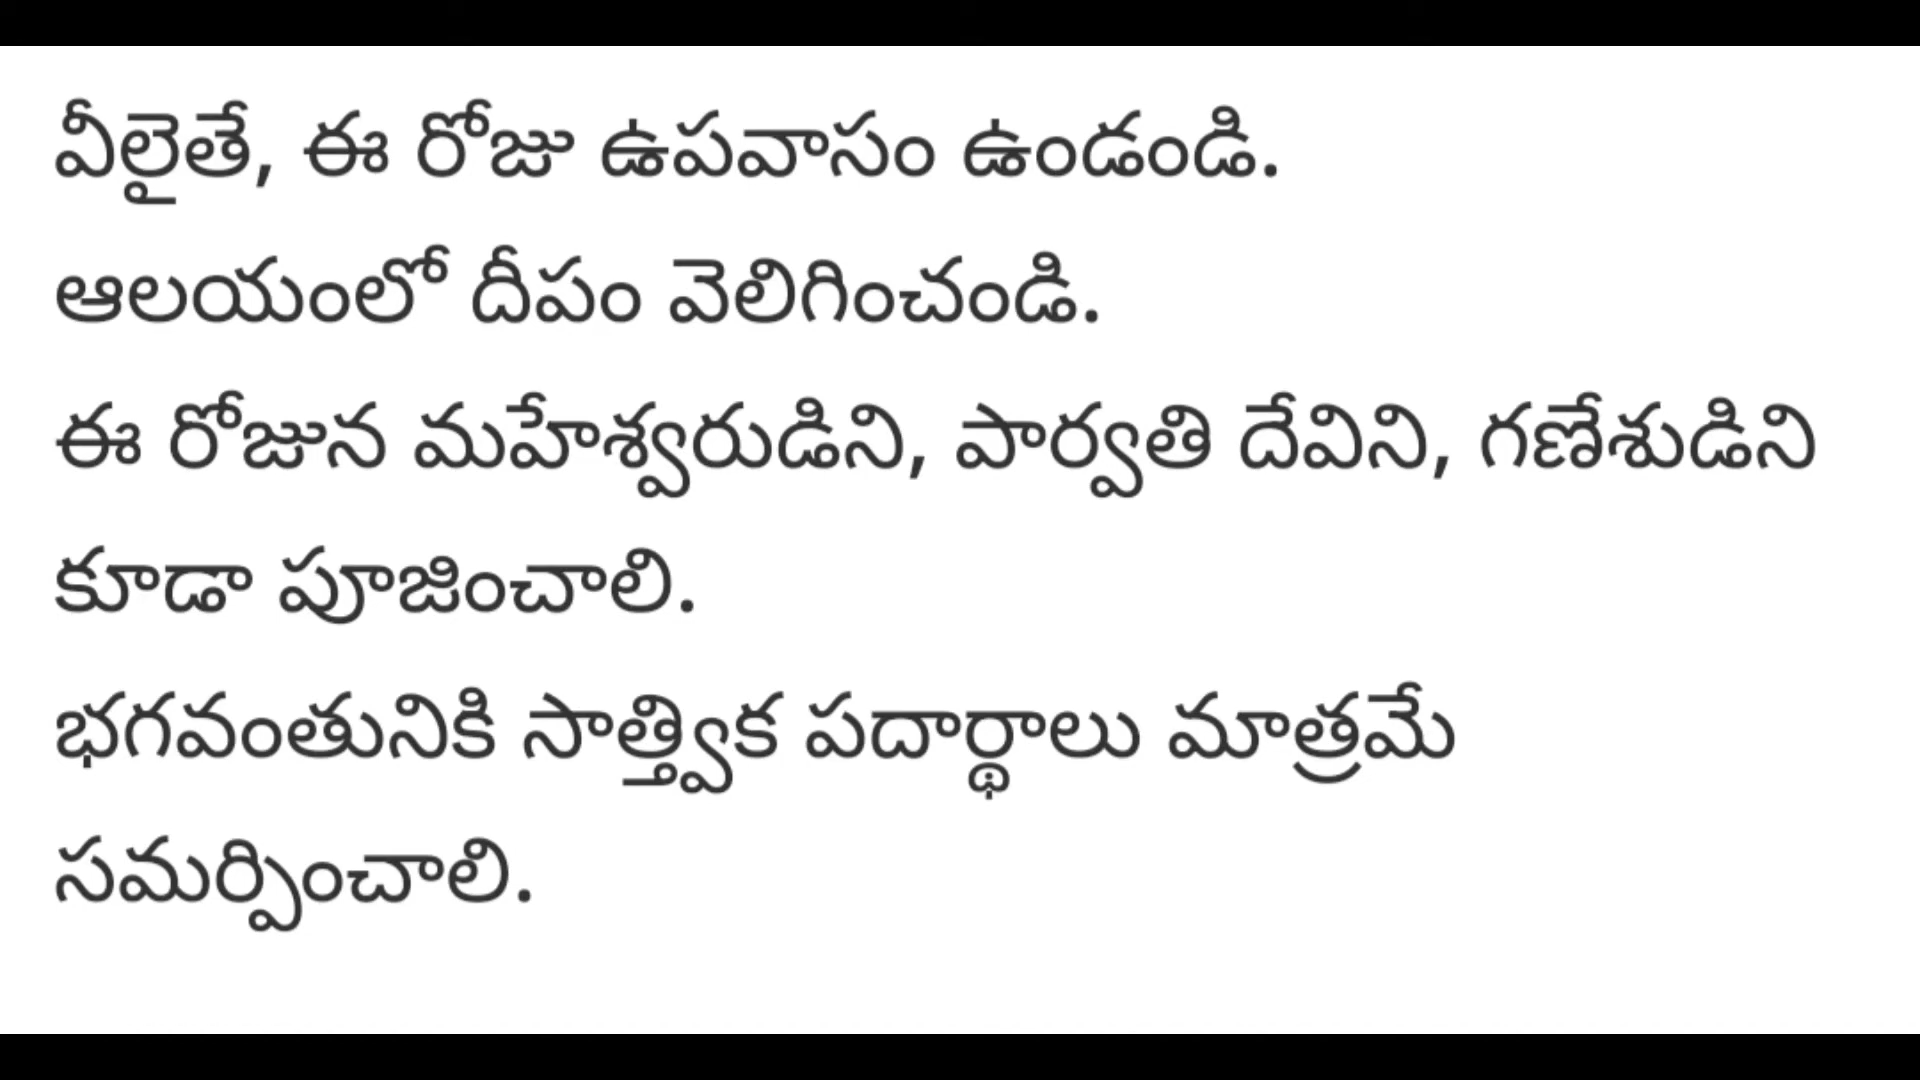 వీలైతే, ఈ రోజు ఉపవాసం ఉండండి.
ఆలయంలో దీపం వెలిగించండి.
ఈ రోజున మహేశ్వరుడిని, పార్వతి దేవిని, గణేశుడిని
కూడా పూజించాలి.
భగవంతునికి సాత్త్విక పదార్థాలు మాత్రమే
సమర్పించాలి.